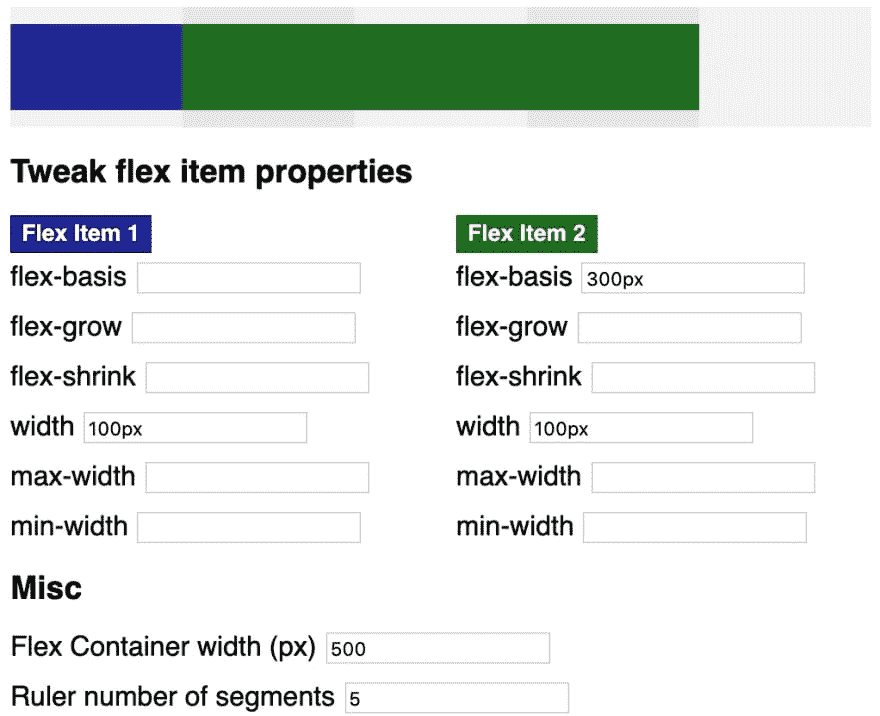 Tweak flex item properties
Flex Item 1
flex-basis
flex-grow
flex-shrink
width 100px
max-width
min-width
Flex Item 2
flex-basis 300px
flex-grow
flex-shrink
width 100px
max-width
min-width
Misc
Flex Container width (px) 500
Ruler number of segments 5